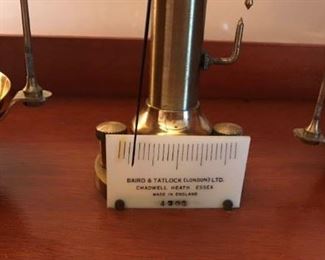 BAIRD & TATLOCK (LONDON) LTD.
CHADWELL HEATH. ESSEX
MADE IN ENGLAND